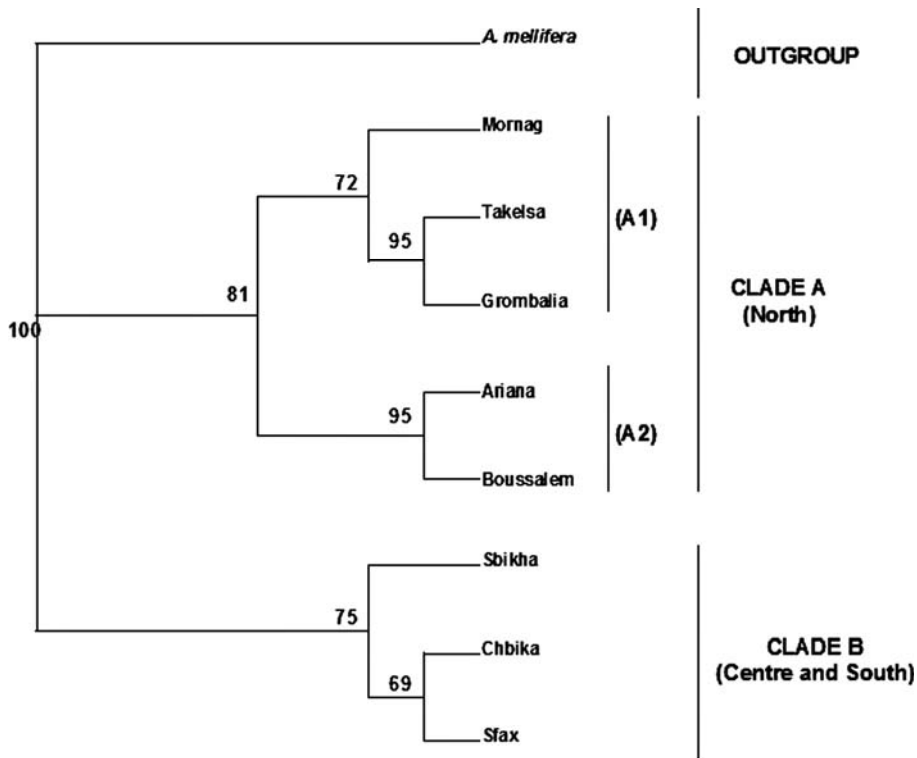 A. mellifera
OUTGROUP
Mornag
72
Takelsa
(A1)
95
Grombalia
CLADE A
(North)
81
100
Ariana
95
(A2)
Boussalem
Sbikha
75
Chbika
CLADE B
(Centre and South)
69
Sfax